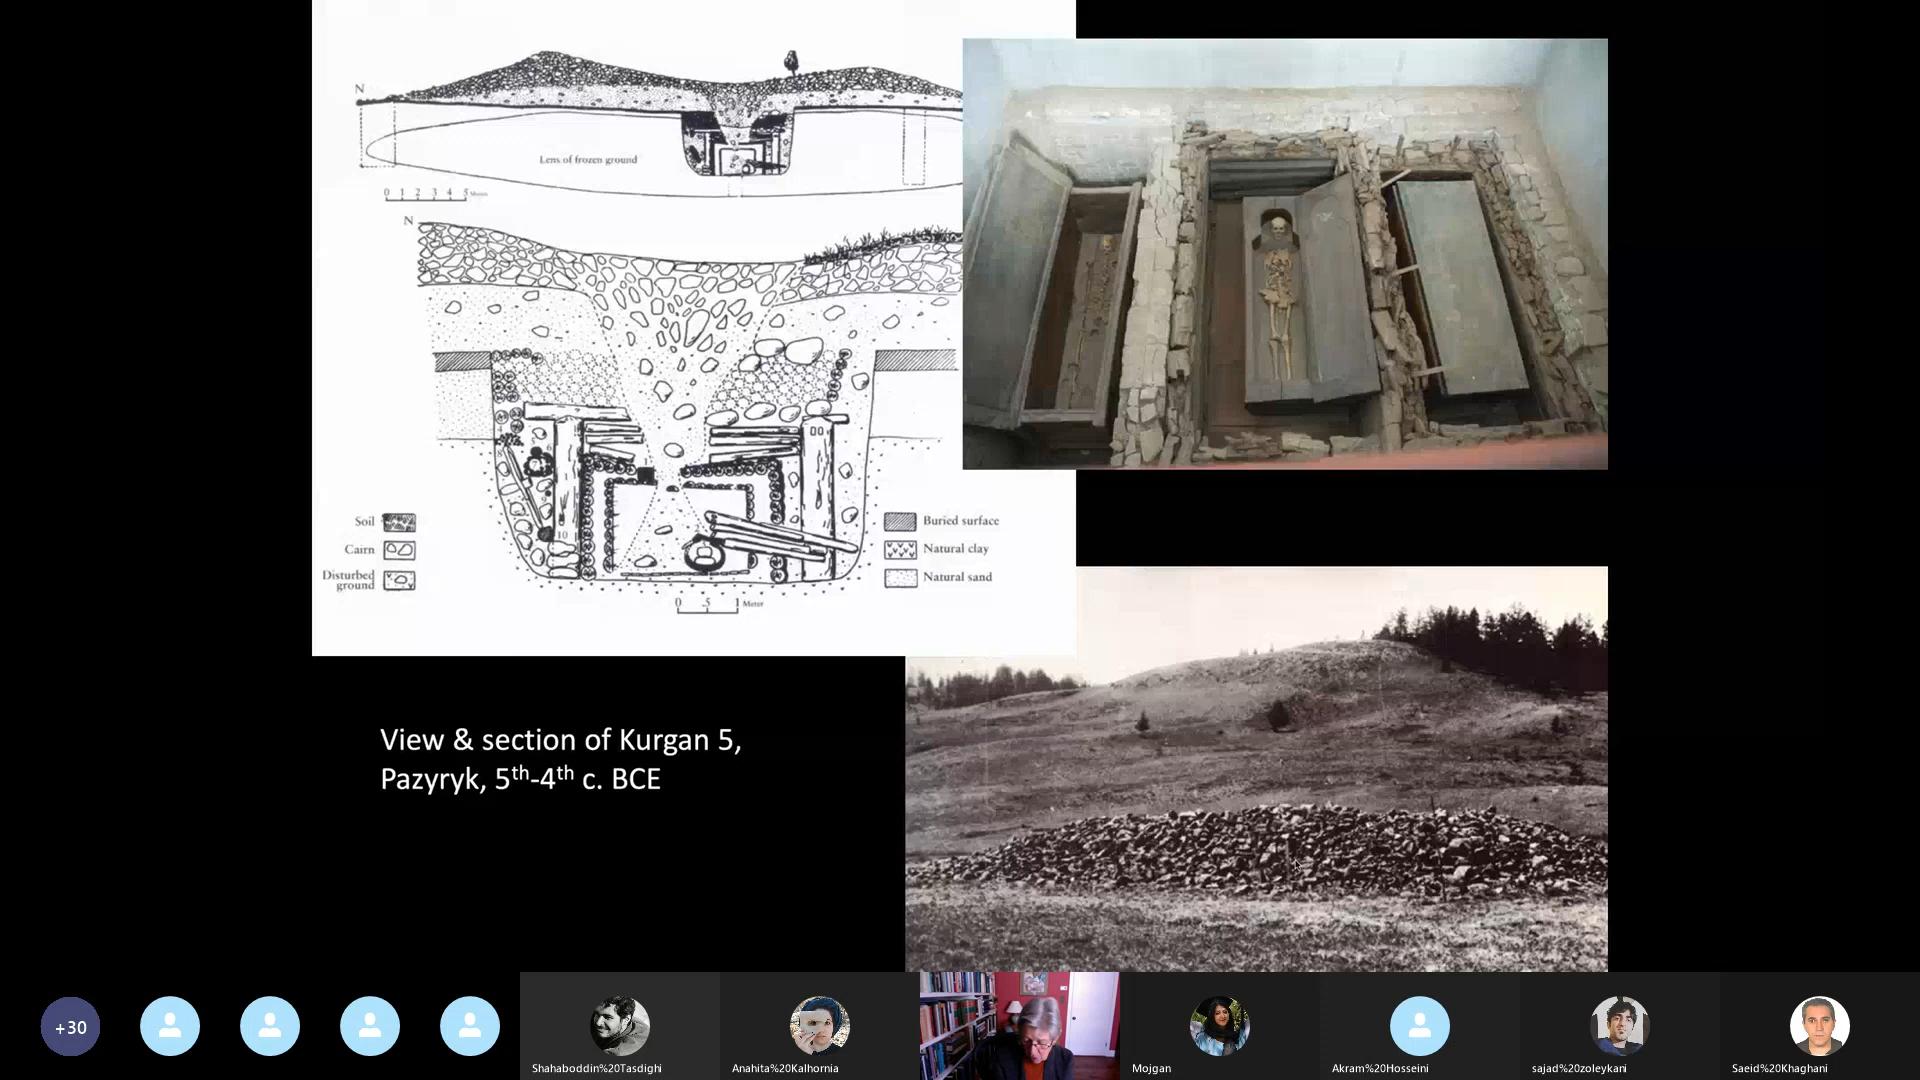 N
Lens of frozen ground
0 1 2 3 4 5 Meters
N
10
Soil
Cairn
Disturbed
ground
Buried surface
Natural clay
Natural sand
0 .5 1 Meter
View & section of Kurgan 5,
Pazyryk, 5th-4th c. BCE
+30
Shahaboddin%20Tasdighi
Anahita%20Kalhornia
Mojgan
Akram%20Hosseini
sajad%20zoleykani
Saeid%20Khaghani